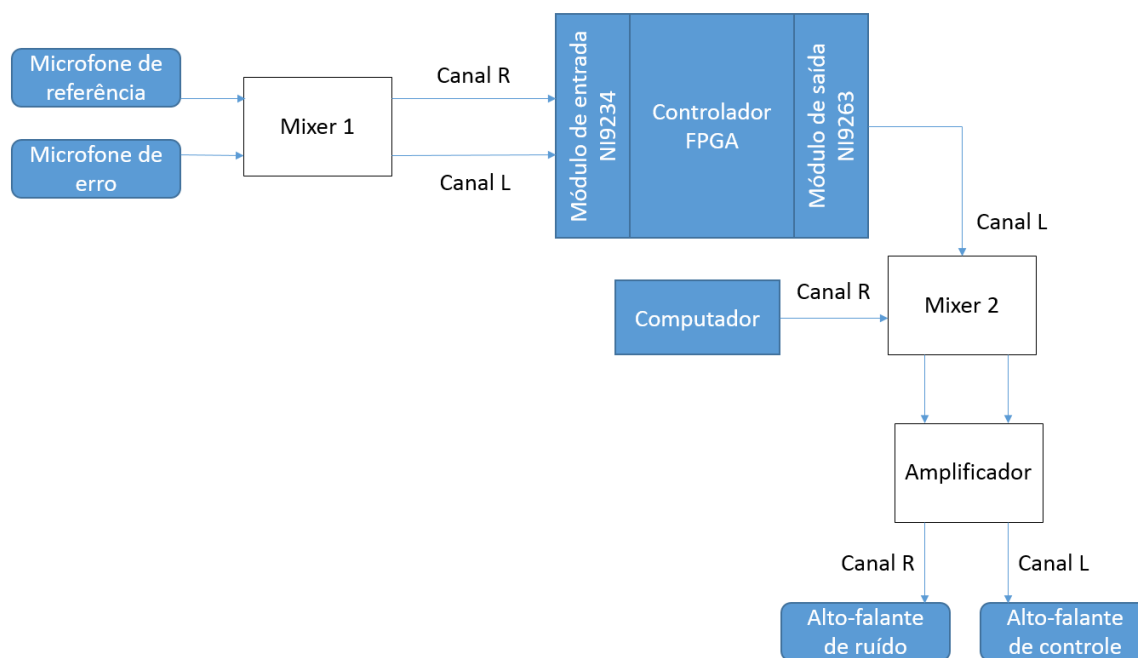 Microfone de
referência
Microfone de
erro
Mixer 1
Canal R
Canal L
Módulo de entrada
NI9234
Controlador
FPGA
Módulo de saída
NI9263
Canal L
Computador
Canal R
Mixer 2
Amplificador
Canal R
Canal L
Alto-falante
de ruído
Alto-falante
de controle